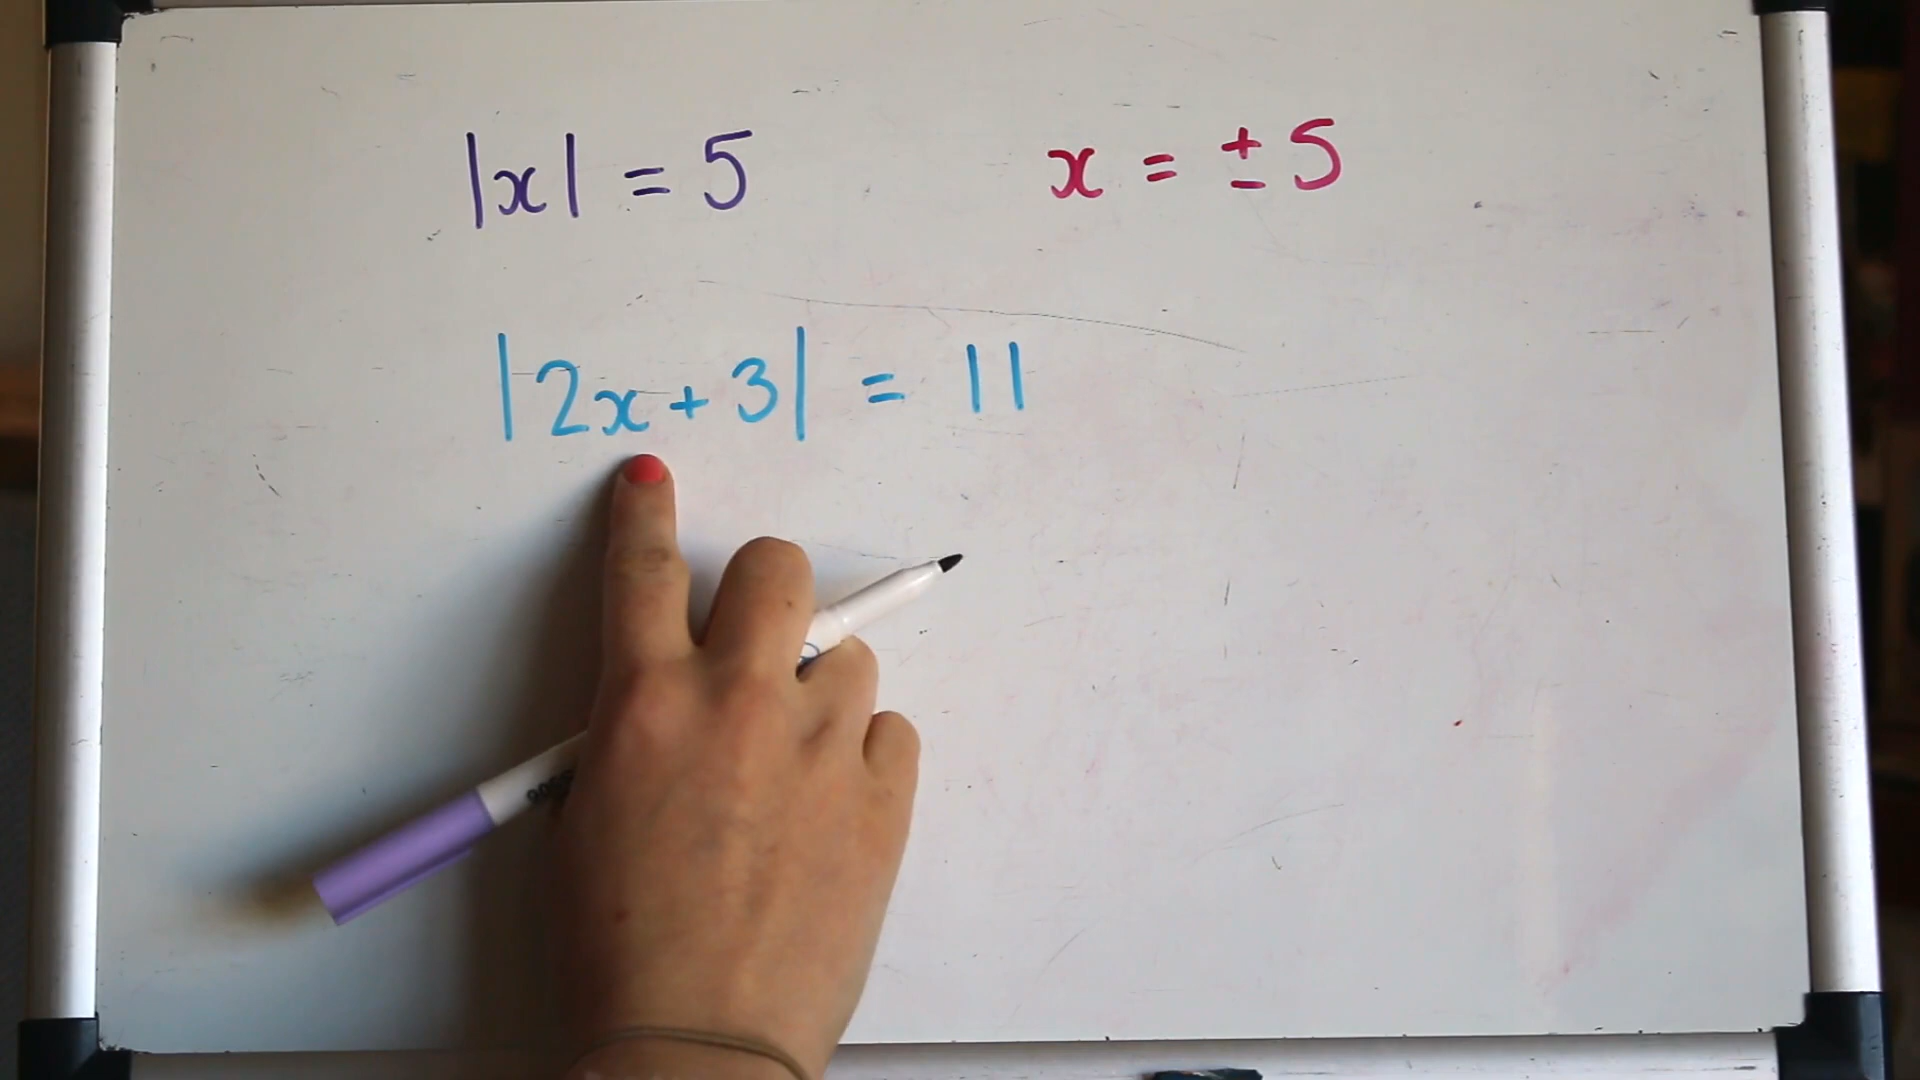 |x| = 5 x = ± 5
|2x + 3| = 11